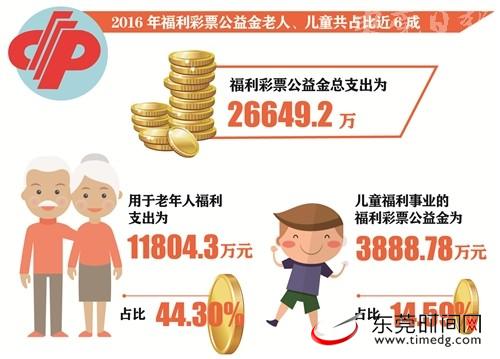 2016年福利彩票公益金老人、儿童共占比近6成
福利彩票公益金总支出为
26649.2万
用于老年人福利
支出为
11804.3万元
占比 44.30%
儿童福利事业的
福利彩票公益金为
3888.78万元
占比 14.59%
东莞时间网
www.timedg.com